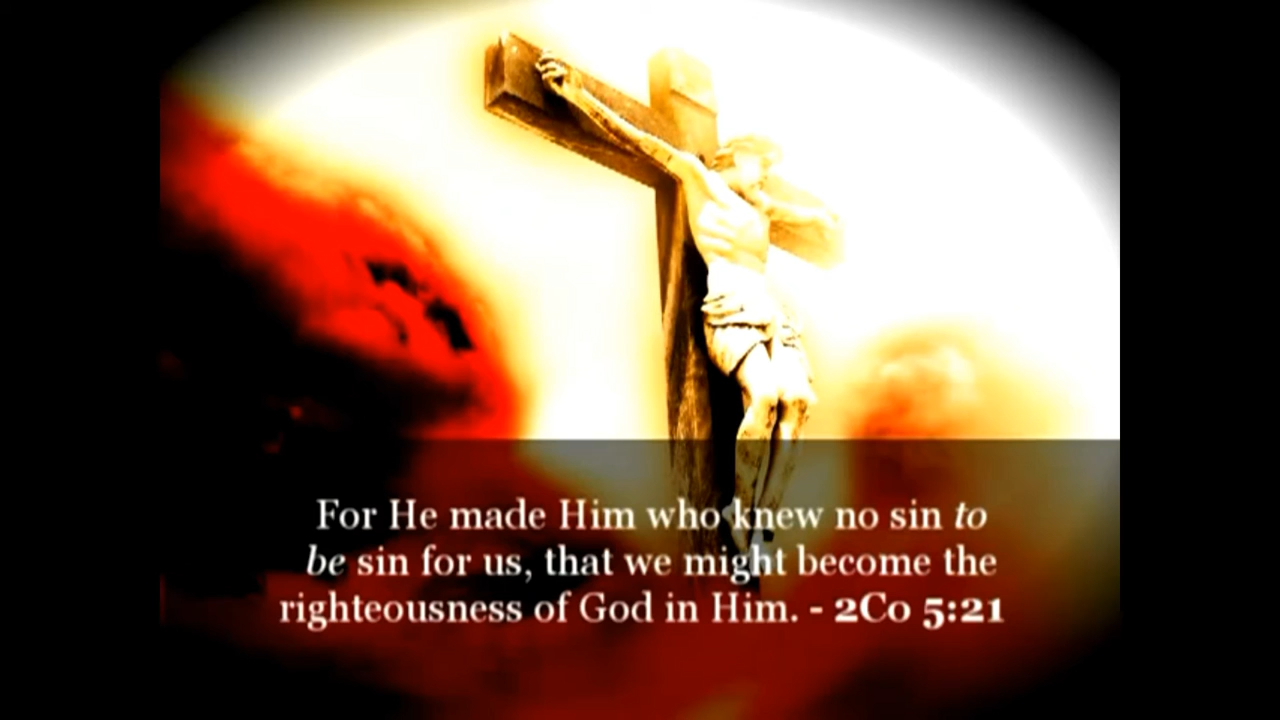 For He made Him who knew no sin to
be sin for us, that we might become the
righteousness of God in Him. - 2Co 5:21